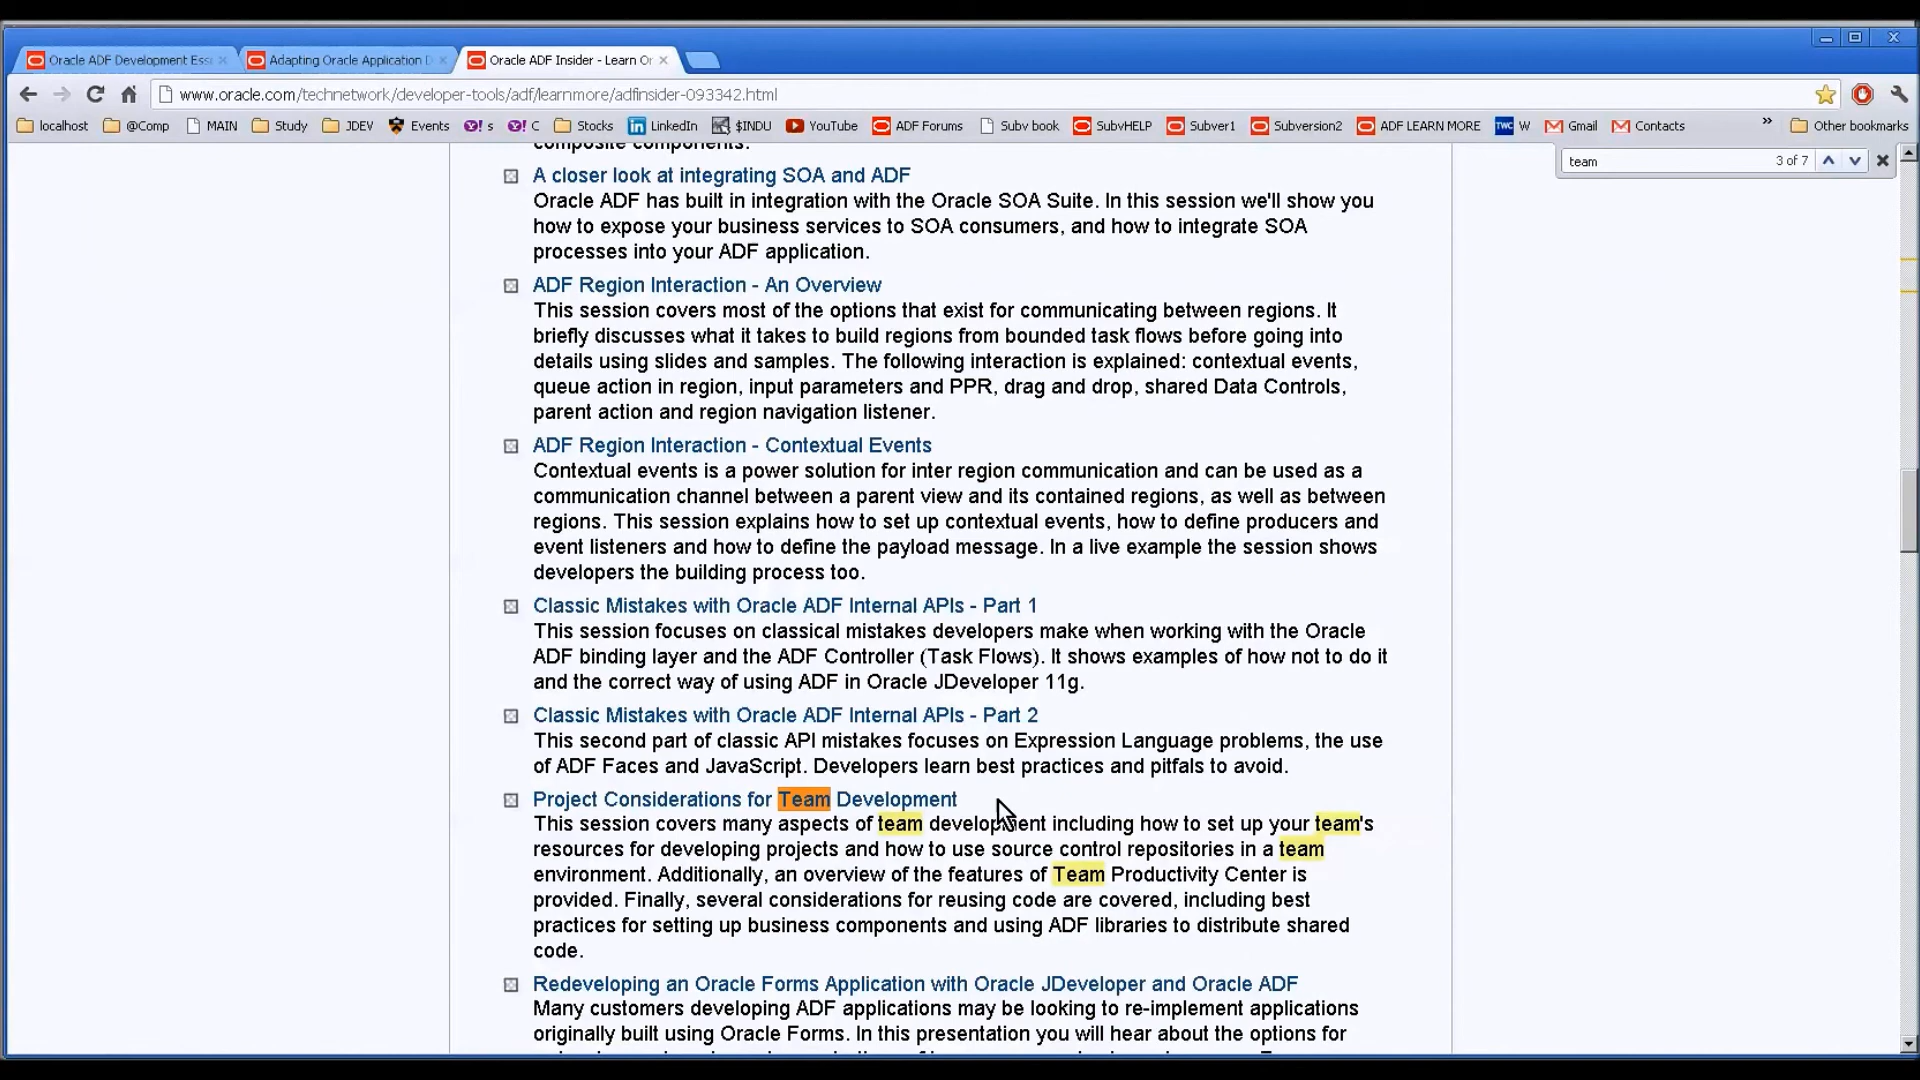 Oracle ADF Development Ess
Adapting Oracle Application D
Oracle ADF Insider - Learn Or
www.oracle.com/technetwork/developer-tools/adf/learnmore/adfinsider-093342.html
localhost @Comp MAIN Study JDEV Events s C Stocks LinkedIn $INDU YouTube ADF Forums Subv book SubvHELP Subver1 Subversion2 ADF LEARN MORE TWC W Gmail Contacts » Other bookmarks
team 3 of 7
composite components.
A closer look at integrating SOA and ADF
Oracle ADF has built in integration with the Oracle SOA Suite. In this session we'll show you
how to expose your business services to SOA consumers, and how to integrate SOA
processes into your ADF application.
ADF Region Interaction - An Overview
This session covers most of the options that exist for communicating between regions. It
briefly discusses what it takes to build regions from bounded task flows before going into
details using slides and samples. The following interaction is explained: contextual events,
queue action in region, input parameters and PPR, drag and drop, shared Data Controls,
parent action and region navigation listener.
ADF Region Interaction - Contextual Events
Contextual events is a power solution for inter region communication and can be used as a
communication channel between a parent view and its contained regions, as well as between
regions. This session explains how to set up contextual events, how to define producers and
event listeners and how to define the payload message. In a live example the session shows
developers the building process too.
Classic Mistakes with Oracle ADF Internal APIs - Part 1
This session focuses on classical mistakes developers make when working with the Oracle
ADF binding layer and the ADF Controller (Task Flows). It shows examples of how not to do it
and the correct way of using ADF in Oracle JDeveloper 11g.
Classic Mistakes with Oracle ADF Internal APIs - Part 2
This second part of classic API mistakes focuses on Expression Language problems, the use
of ADF Faces and JavaScript. Developers learn best practices and pitfals to avoid.
Project Considerations for Team Development
This session covers many aspects of team development including how to set up your team's
resources for developing projects and how to use source control repositories in a team
environment. Additionally, an overview of the features of Team Productivity Center is
provided. Finally, several considerations for reusing code are covered, including best
practices for setting up business components and using ADF libraries to distribute shared
code.
Redeveloping an Oracle Forms Application with Oracle JDeveloper and Oracle ADF
Many customers developing ADF applications may be looking to re-implement applications
originally built using Oracle Forms. In this presentation you will hear about the options for